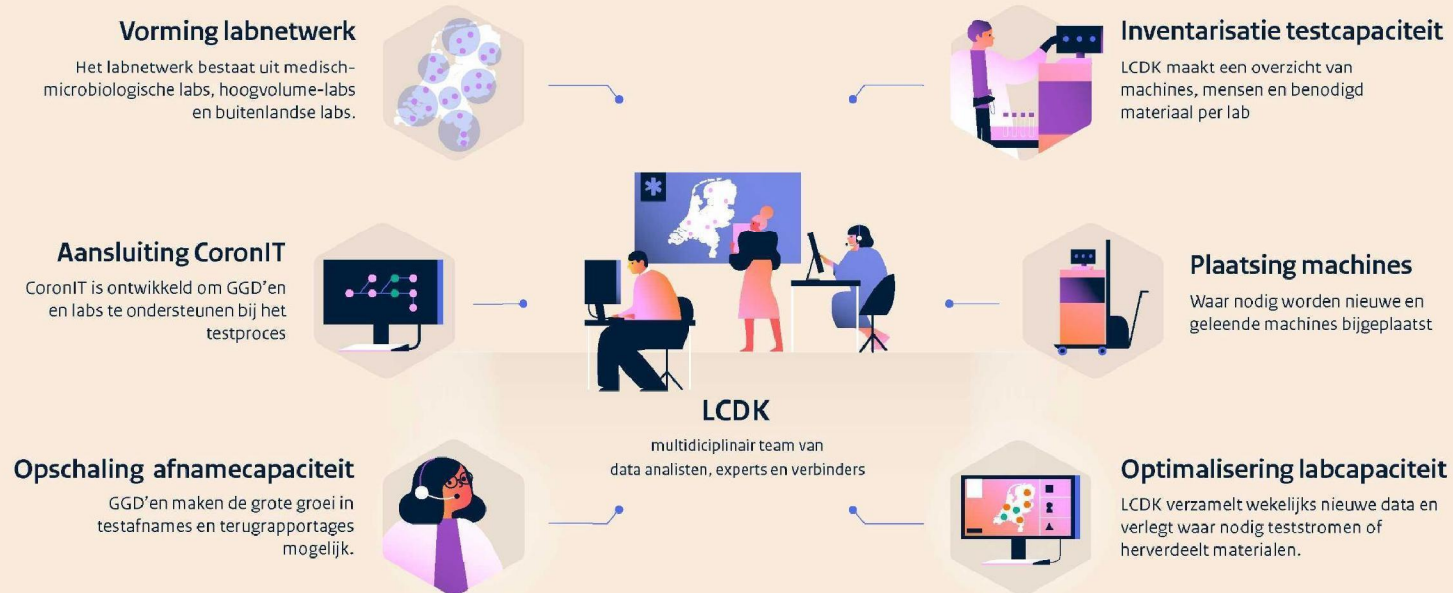 Vorming labnetwerk
Het labnetwerk bestaat uit medisch-
microbiologische labs, hoogvolume-labs
en buitenlandse labs.
Inventarisatie testcapaciteit
LCDK maakt een overzicht van
machines, mensen en benodigd
materiaal per lab
Aansluiting CoronIT
CoronIT is ontwikkeld om GGD'en
en labs te ondersteunen bij het
testproces
Plaatsing machines
Waar nodig worden nieuwe en
geleende machines bijgeplaatst
LCDK
multidiciplinair team van
data analisten, experts en verbinders
Opschaling afnamecapaciteit
GGD'en maken de grote groei in
testafnames en terugrapportages
mogelijk.
Optimalisering labcapaciteit
LCDK verzamelt wekelijks nieuwe data en
verlegt waar nodig teststromen of
herverdeelt materialen.